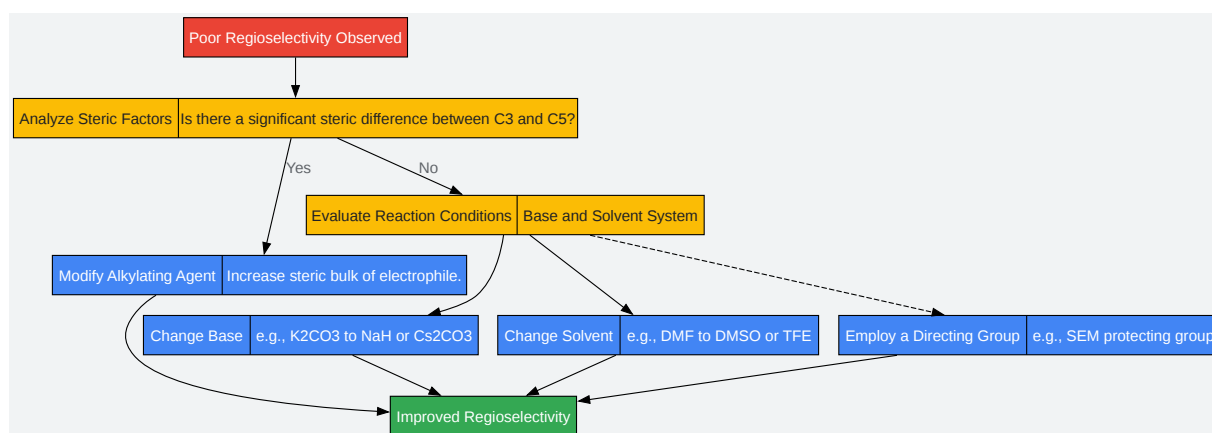 Poor Regioselectivity Observed
Analyze Steric Factors Is there a significant steric difference between C3 and C5?
Yes No
Evaluate Reaction Conditions Base and Solvent System
Modify Alkylating Agent Increase steric bulk of electrophile.
Change Base e.g., K2CO3 to NaH or Cs2CO3 Change Solvent e.g., DMF to DMSO or TFE Employ a Directing Group e.g., SEM protecting group
Improved Regioselectivity